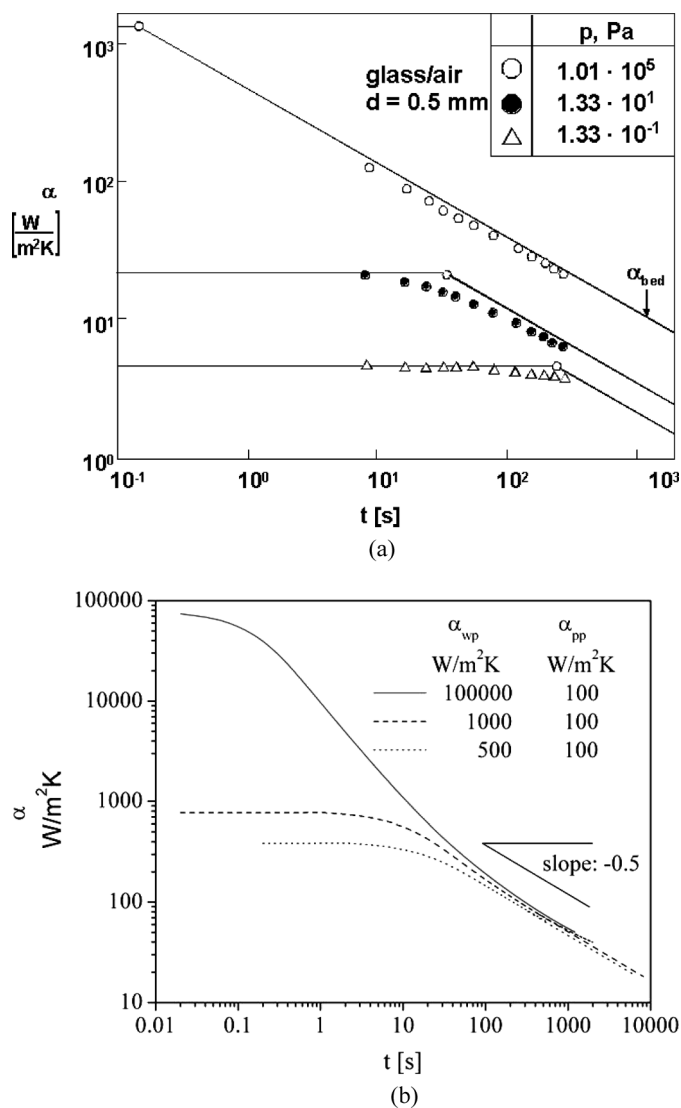 10³
10²
10¹
10⁰
α
[W/m²K]
glass/air
d = 0.5 mm
p, Pa
1.01 · 10⁵
1.33 · 10¹
1.33 · 10⁻¹
α_bed
10⁻¹ 10⁰ 10¹ 10² 10³
t [s]
(a)
100000
10000
1000
100
10
α
W/m²K
α_wp α_pp
W/m²K W/m²K
100000 100
1000 100
500 100
slope: -0.5
0.01 0.1 1 10 100 1000 10000
t [s]
(b)